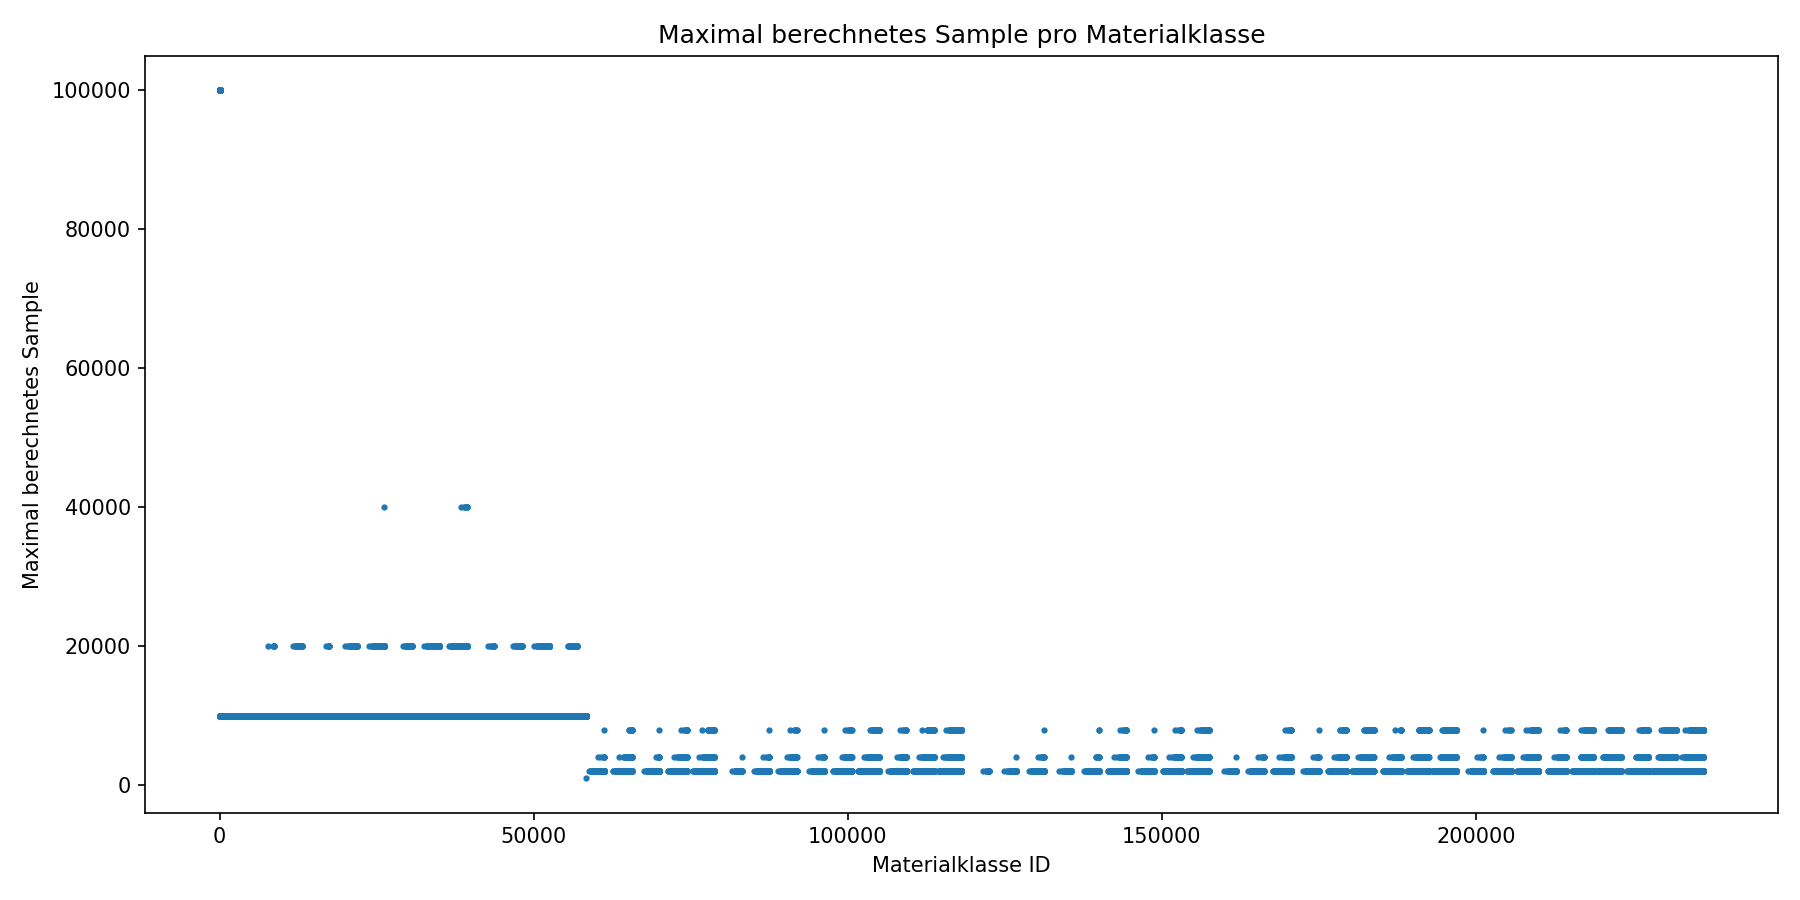 Maximal berechnetes Sample pro Materialklasse
Maximal berechnetes Sample
100000
80000
60000
40000
20000
0
0 50000 100000 150000 200000
Materialklasse ID